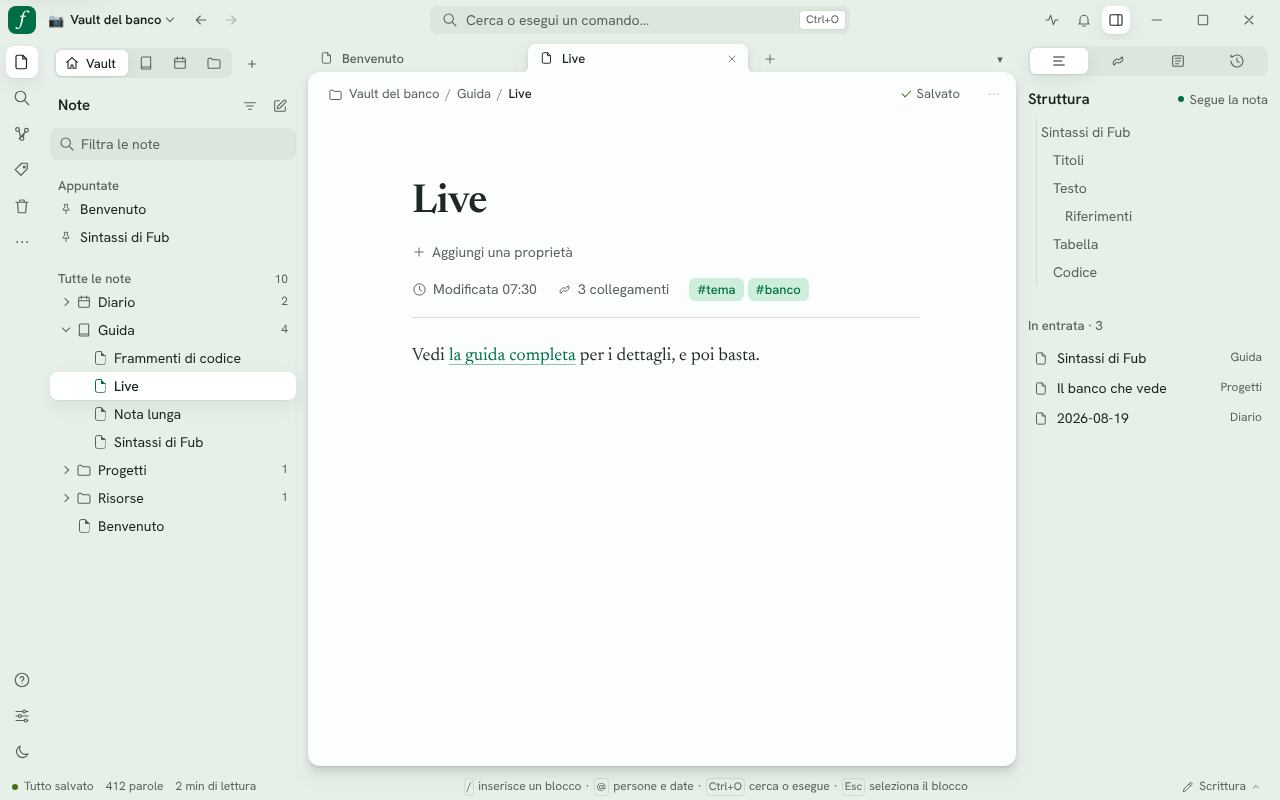 Vault del banco
Cerca o esegui un comando…
Ctrl+O
Vault
Benvenuto
Live
Note
Filtra le note
Appuntate
Benvenuto
Sintassi di Fub
Tutte le note 10
Diario 2
Guida 4
Frammenti di codice
Live
Nota lunga
Sintassi di Fub
Progetti 1
Risorse 1
Benvenuto
Vault del banco / Guida / Live
Salvato
Live
Aggiungi una proprietà
Modificata 07:30
3 collegamenti
#tema
#banco
Vedi la guida completa per i dettagli, e poi basta.
Struttura
Segue la nota
Sintassi di Fub
Titoli
Testo
Riferimenti
Tabella
Codice
In entrata · 3
Sintassi di Fub Guida
Il banco che vede Progetti
2026-08-19 Diario
Tutto salvato 412 parole 2 min di lettura
/ inserisce un blocco · @ persone e date · Ctrl+O cerca o esegue · Esc seleziona il blocco
Scrittura